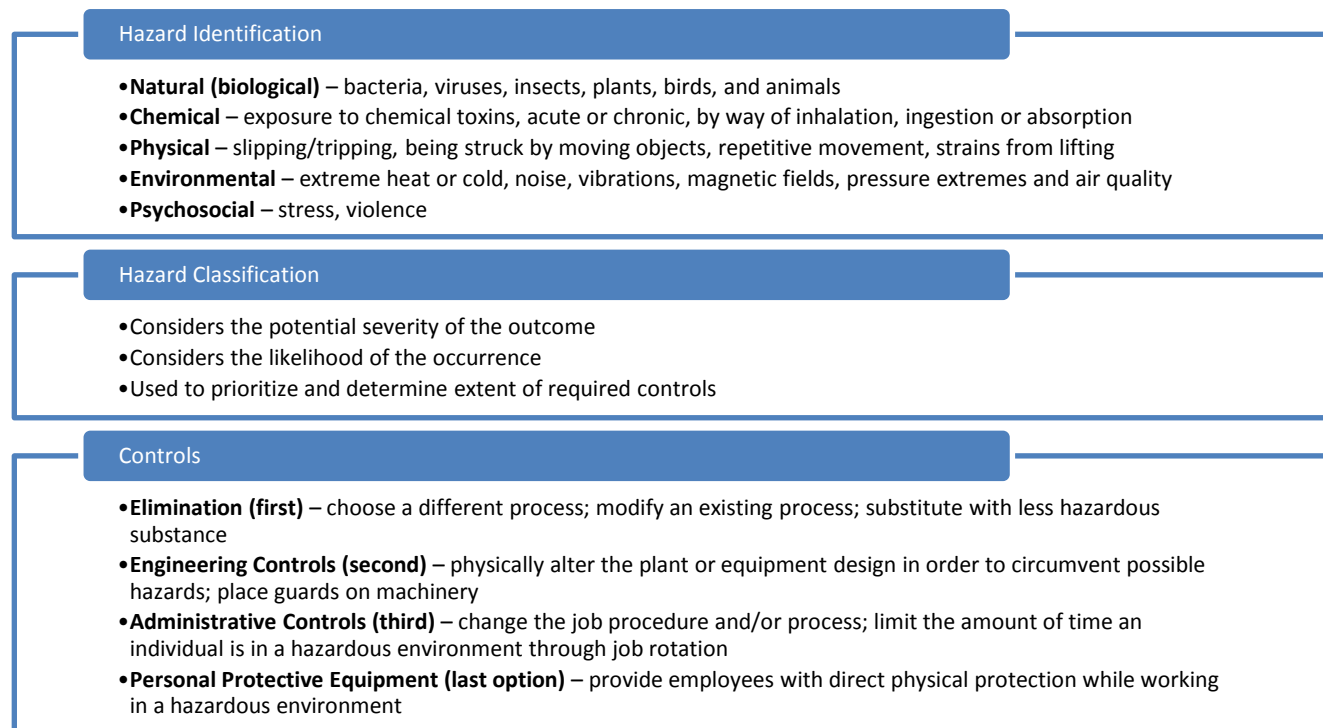 Hazard Identification
•Natural (biological) – bacteria, viruses, insects, plants, birds, and animals
•Chemical – exposure to chemical toxins, acute or chronic, by way of inhalation, ingestion or absorption
•Physical – slipping/tripping, being struck by moving objects, repetitive movement, strains from lifting
•Environmental – extreme heat or cold, noise, vibrations, magnetic fields, pressure extremes and air quality
•Psychosocial – stress, violence
Hazard Classification
•Considers the potential severity of the outcome
•Considers the likelihood of the occurrence
•Used to prioritize and determine extent of required controls
Controls
•Elimination (first) – choose a different process; modify an existing process; substitute with less hazardous
substance
•Engineering Controls (second) – physically alter the plant or equipment design in order to circumvent possible
hazards; place guards on machinery
•Administrative Controls (third) – change the job procedure and/or process; limit the amount of time an
individual is in a hazardous environment through job rotation
•Personal Protective Equipment (last option) – provide employees with direct physical protection while working
in a hazardous environment